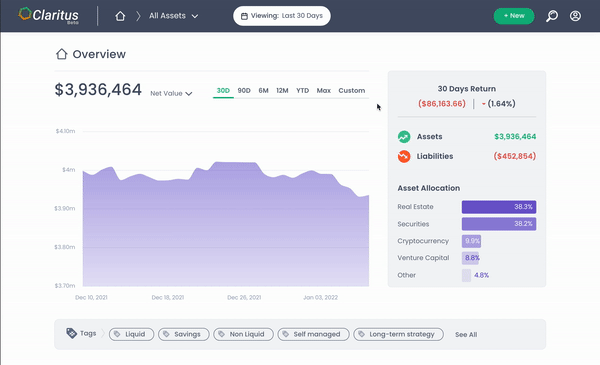 Claritus
Beta
All Assets
Viewing: Last 30 Days
+ New
Overview
$3,936,464 Net Value
30D 90D 6M 12M YTD Max Custom
$4.10m
$4m
$3.90m
$3.80m
$3.70m
Dec 10, 2021 Dec 18, 2021 Dec 26, 2021 Jan 03, 2022
30 Days Return
($86,163.66) - (1.64%)
Assets $3,936,464
Liabilities ($452,854)
Asset Allocation
Real Estate 38.3%
Securities 38.2%
Cryptocurrency 9.9%
Venture Capital 8.8%
Other 4.8%
Tags Liquid Savings Non Liquid Self managed Long-term strategy See All